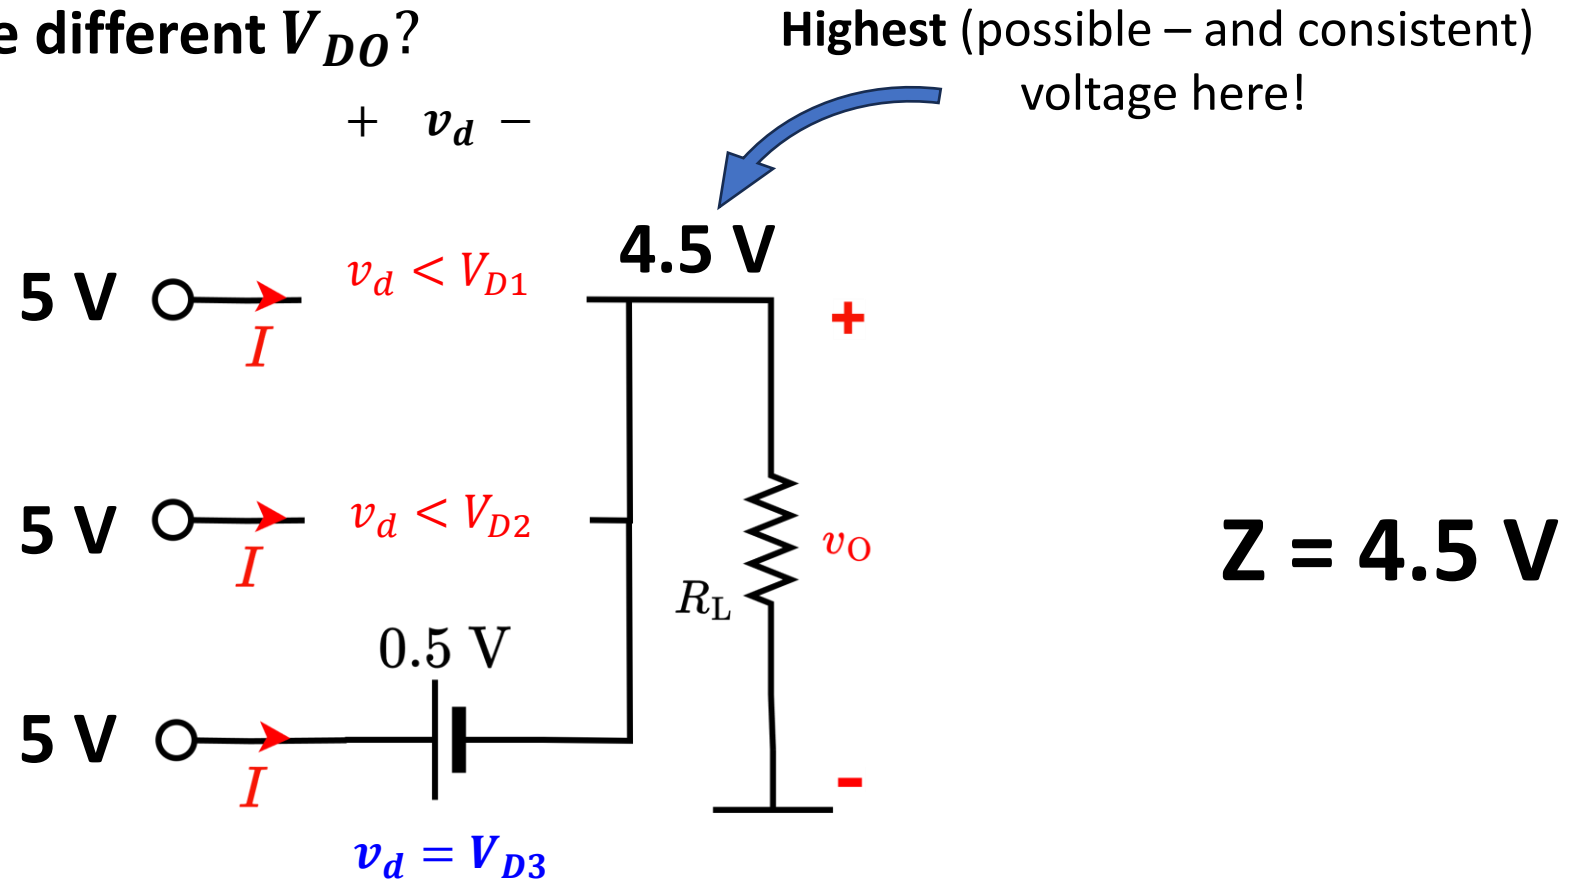 e different V_DO?
Highest (possible – and consistent)
voltage here!
+ v_d −
4.5 V
5 V
I
v_d < V_D1
+
5 V
I
v_d < V_D2
v_O
R_L
Z = 4.5 V
0.5 V
5 V
I
-
v_d = V_D3